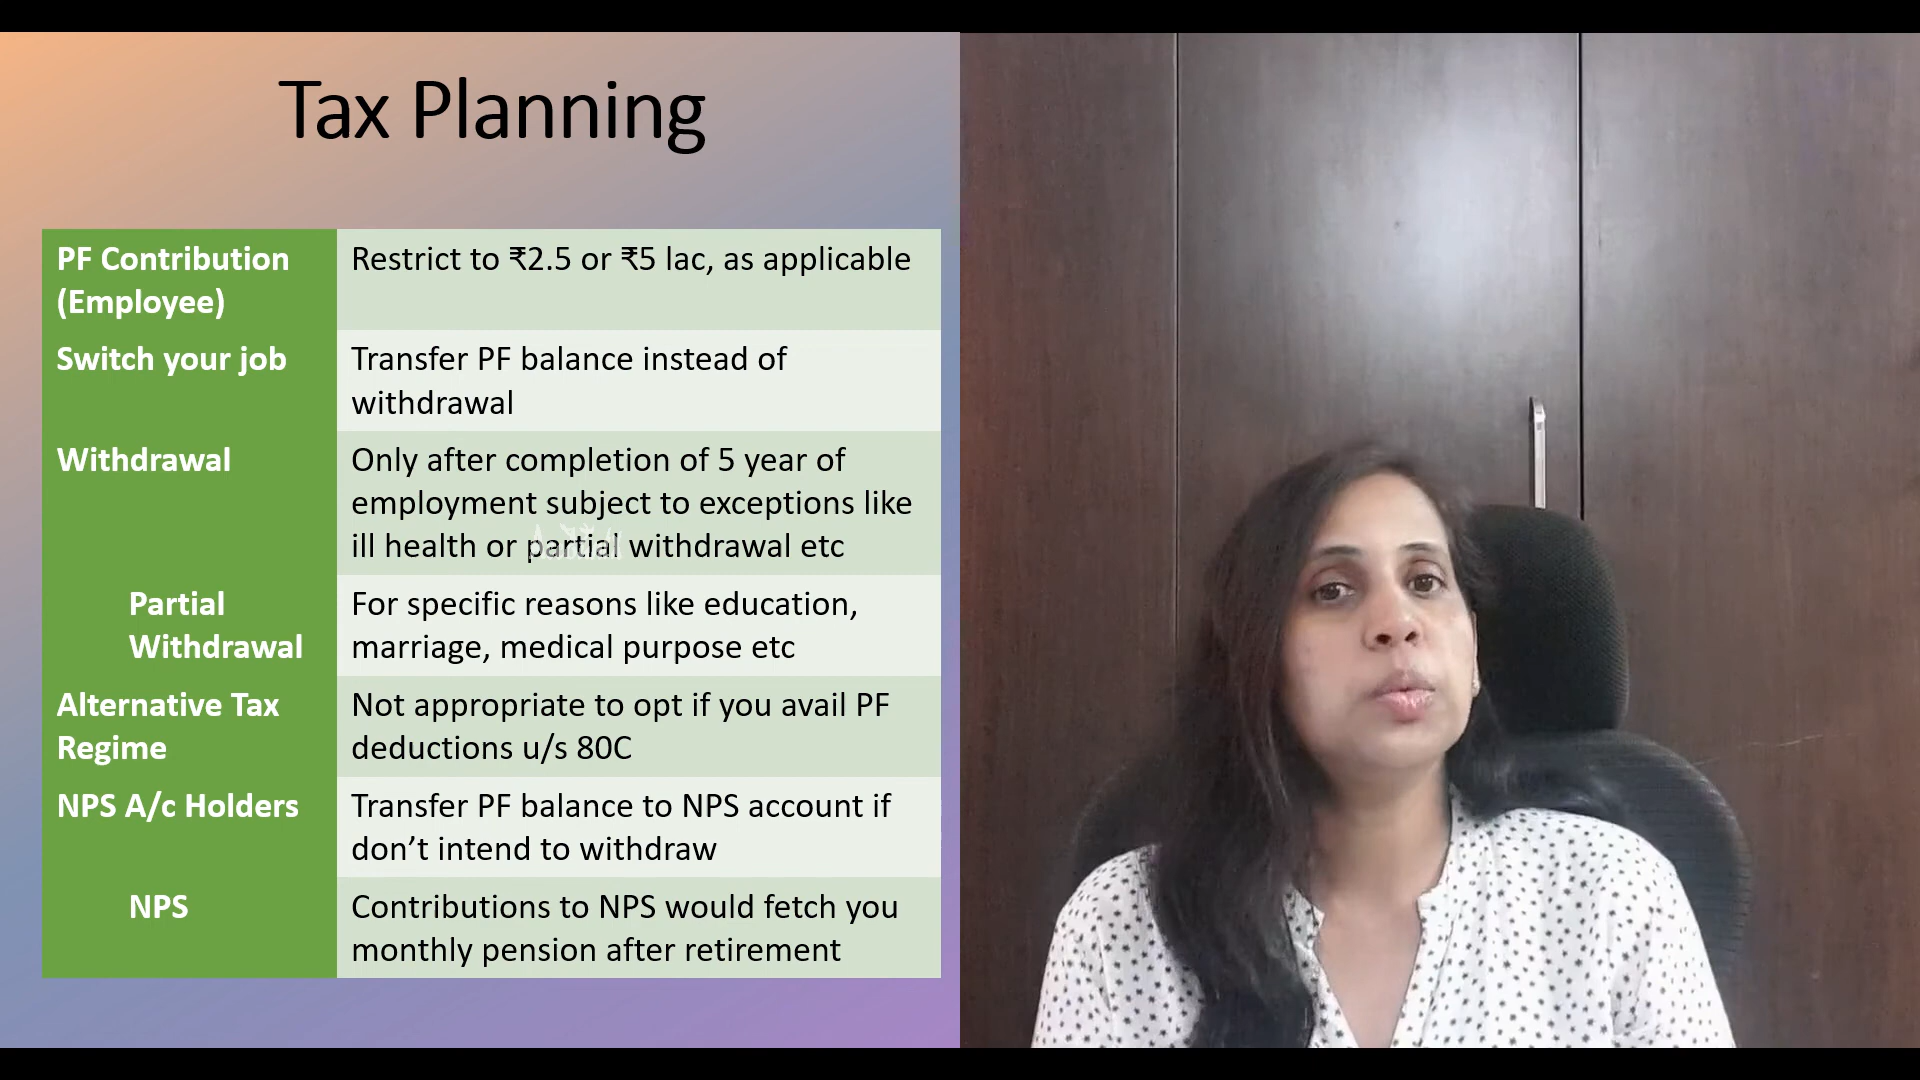 Tax Planning
PF Contribution
(Employee)
Restrict to ₹2.5 or ₹5 lac, as applicable
Switch your job
Transfer PF balance instead of
withdrawal
Withdrawal
Only after completion of 5 year of
employment subject to exceptions like
ill health or partial withdrawal etc
Partial
Withdrawal
For specific reasons like education,
marriage, medical purpose etc
Alternative Tax
Regime
Not appropriate to opt if you avail PF
deductions u/s 80C
NPS A/c Holders
Transfer PF balance to NPS account if
don’t intend to withdraw
NPS
Contributions to NPS would fetch you
monthly pension after retirement